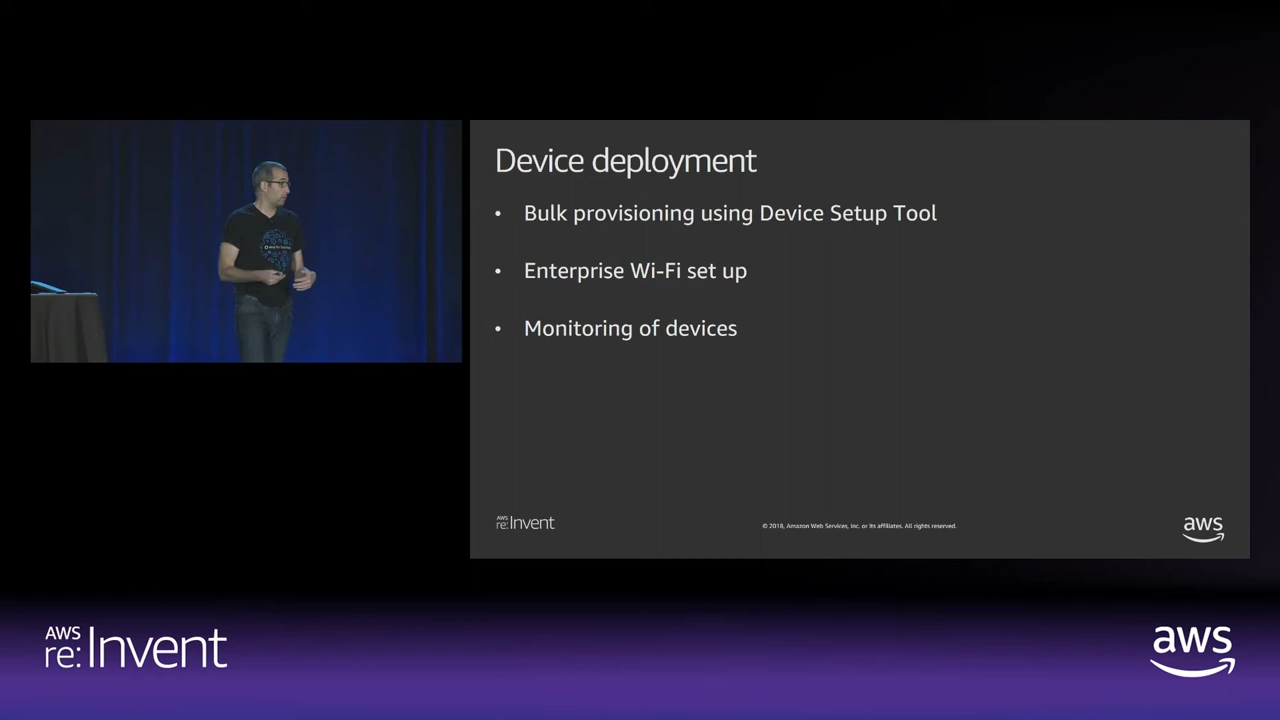 Device deployment
• Bulk provisioning using Device Setup Tool
• Enterprise Wi-Fi set up
• Monitoring of devices
AWS
re:Invent
© 2018, Amazon Web Services, Inc. or its affiliates. All rights reserved.
aws
AWS
re:Invent
aws